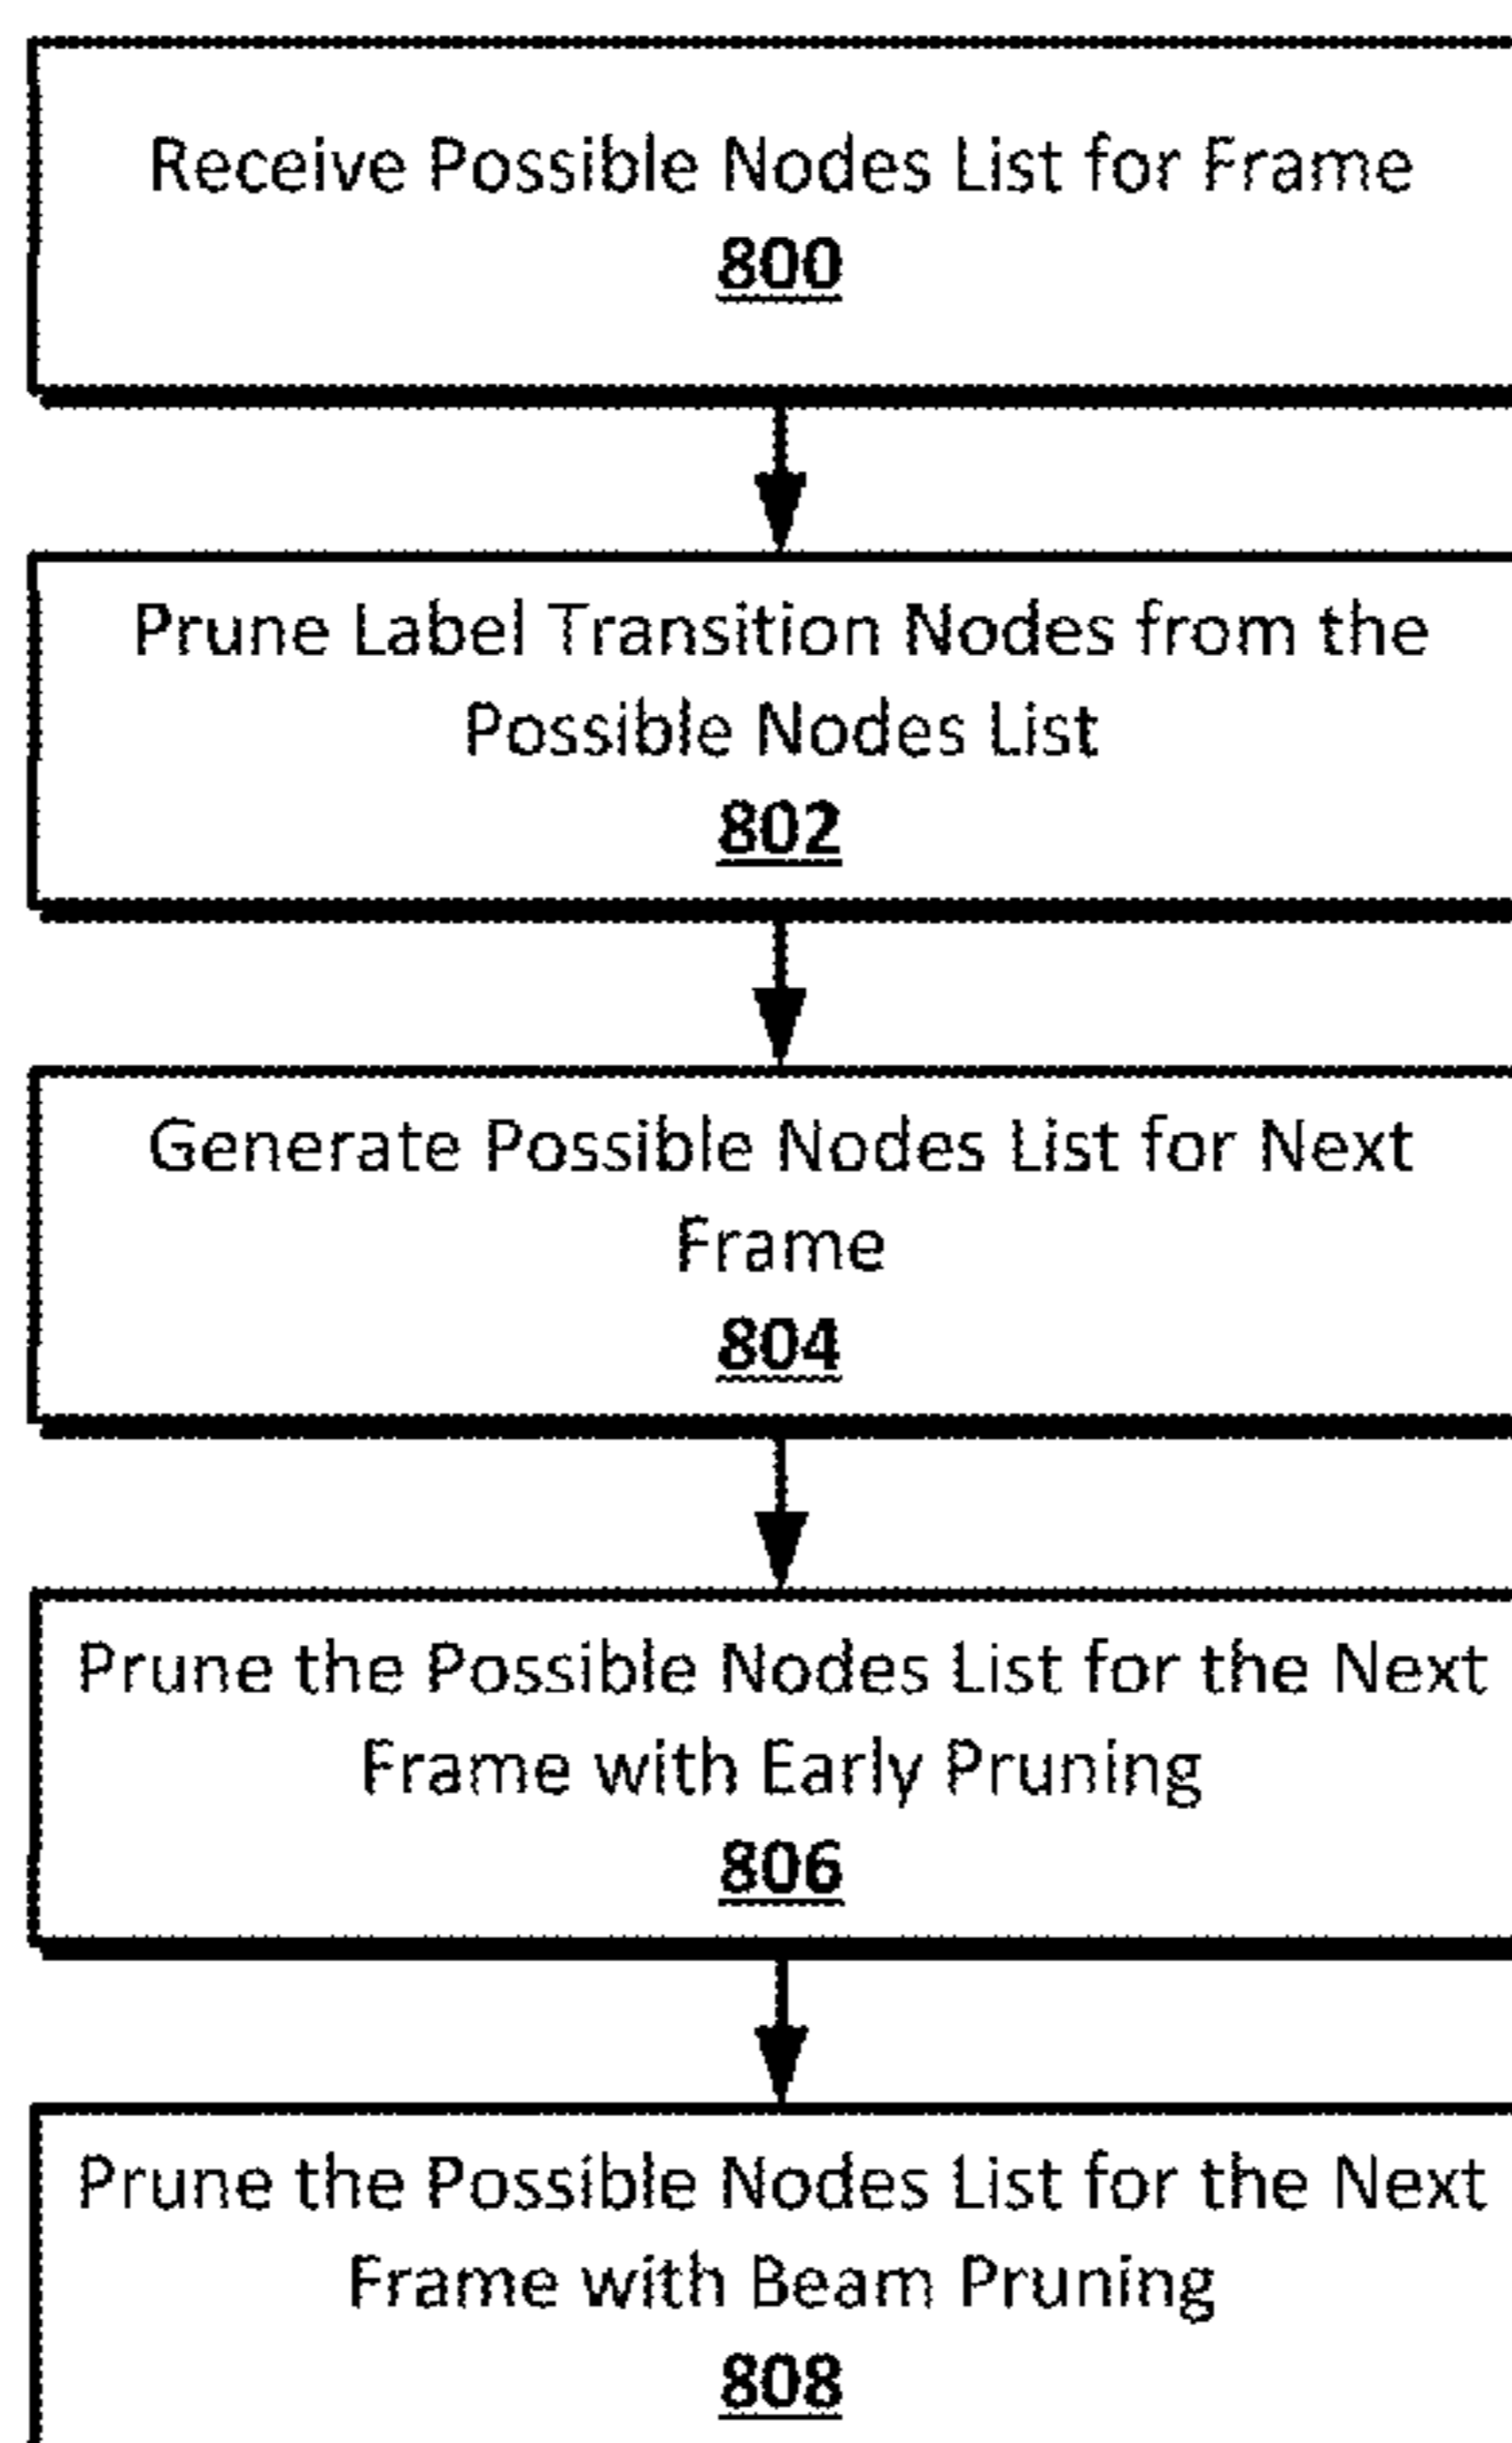 Receive Possible Nodes List for Frame
800
Prune Label Transition Nodes from the
Possible Nodes List
802
Generate Possible Nodes List for Next
Frame
804
Prune the Possible Nodes List for the Next
Frame with Early Pruning
806
Prune the Possible Nodes List for the Next
Frame with Beam Pruning
808